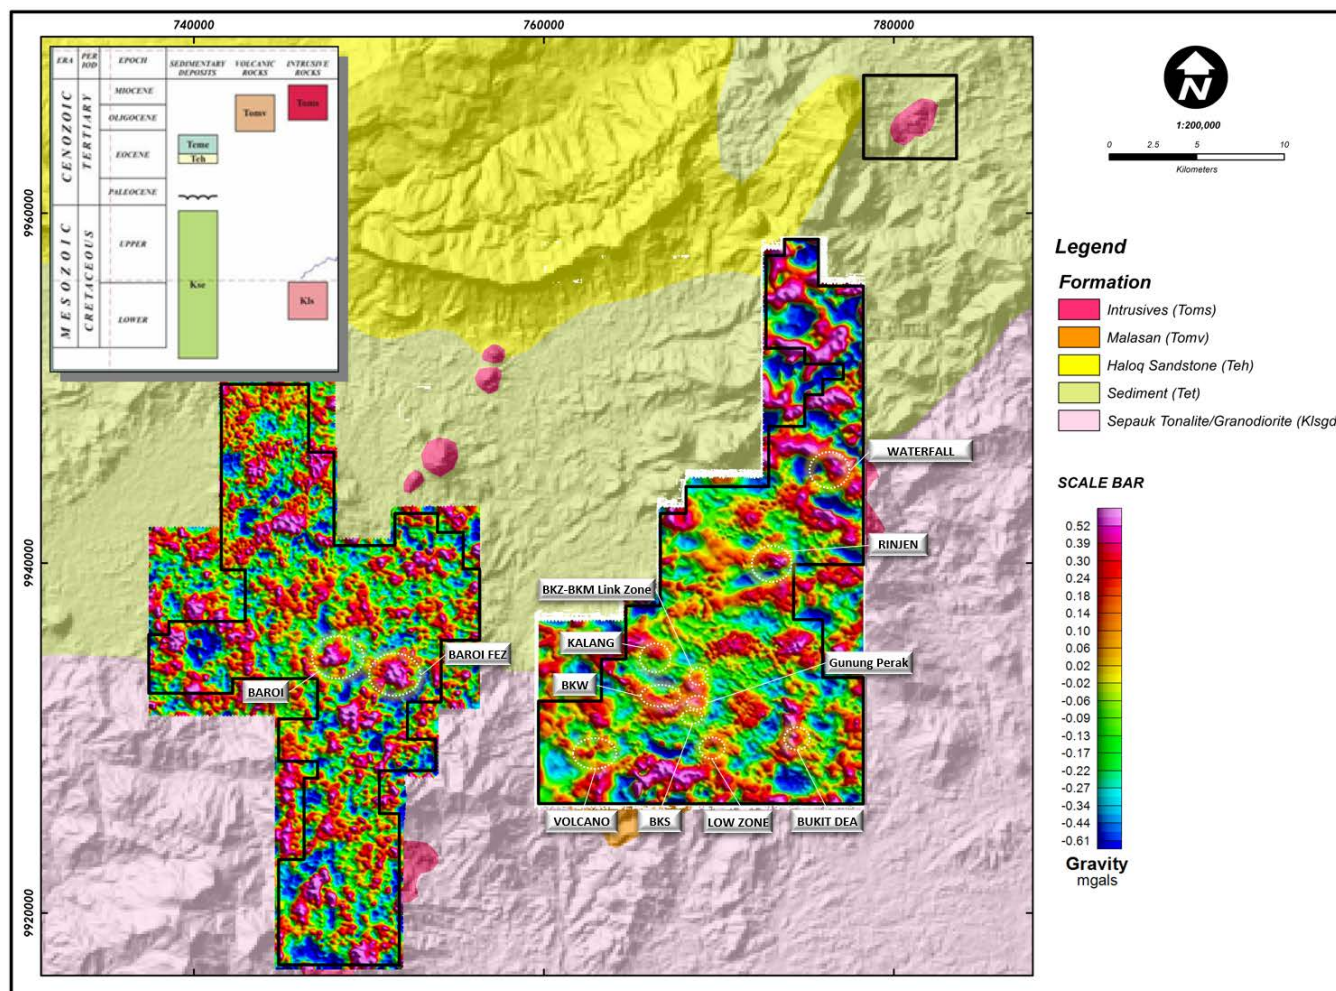 740000
760000
780000
9960000
9940000
9920000
ERA
PER
IOD
EPOCH
SEDIMENTARY
DEPOSITS
VOLCANIC
ROCKS
INTRUSIVE
ROCKS
CENOZOIC
TERTIARY
MIOCENE
OLIGOCENE
EOCENE
PALEOCENE
MESOZOIC
CRETACEOUS
UPPER
LOWER
Tomv
Toms
Teme
Teh
Kse
Kls
WATERFALL
RINJEN
BKZ-BKM Link Zone
KALANG
Gunung Perak
BKW
BAROI FEZ
BAROI
VOLCANO
BKS
LOW ZONE
BUKIT DEA
N
1:200,000
0 2.5 5 10
Kilometers
Legend
Formation
Intrusives (Toms)
Malasan (Tomv)
Haloq Sandstone (Teh)
Sediment (Tet)
Sepauk Tonalite/Granodiorite (Klsgd
SCALE BAR
0.52
0.39
0.30
0.24
0.18
0.14
0.10
0.06
0.02
-0.02
-0.06
-0.09
-0.13
-0.17
-0.22
-0.27
-0.34
-0.44
-0.61
Gravity
mgals